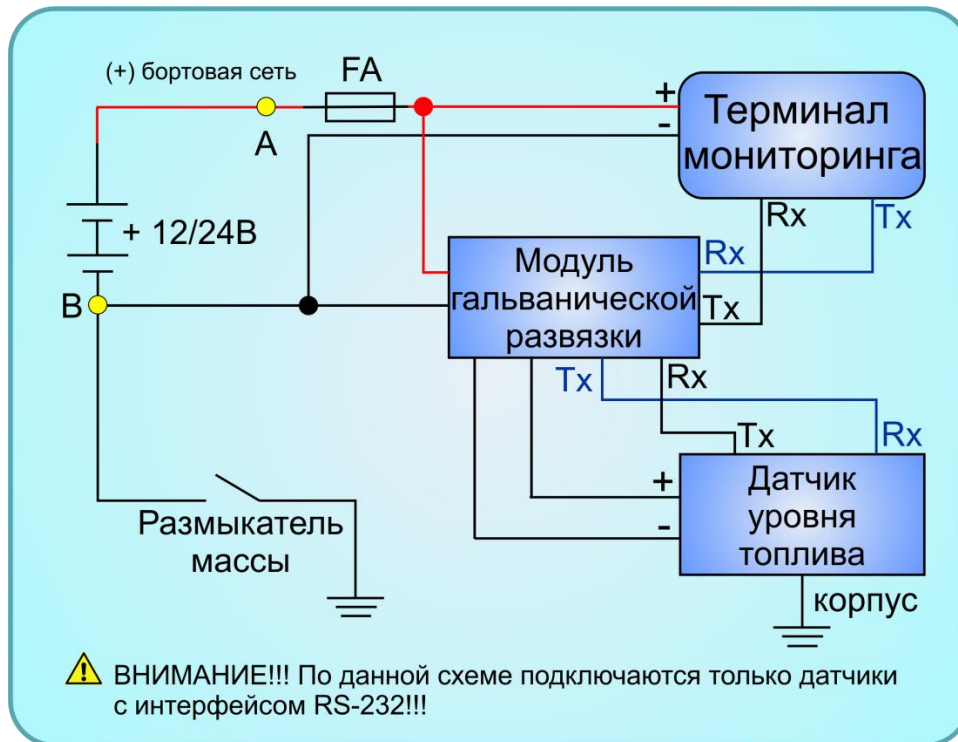 (+) бортовая сеть
FA
A
+
-
Терминал
мониторинга
+ 12/24В
Rx
Tx
B
Модуль
гальванической
развязки
Rx
Tx
Tx
Rx
Tx
Rx
Размыкатель
массы
+
-
Датчик
уровня
топлива
корпус
ВНИМАНИЕ!!! По данной схеме подключаются только датчики
с интерфейсом RS-232!!!